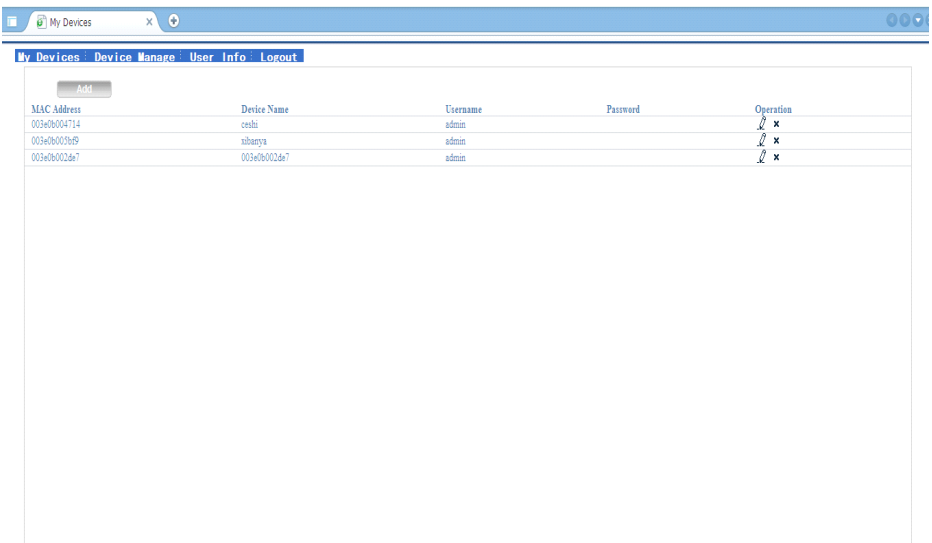 My Devices
My Devices Device Manage User Info Logout
Add
MAC Address Device Name Username Password Operation
003e0b004714 ceshi admin
003e0b005bf9 xibanya admin
003e0b002de7 003e0b002de7 admin